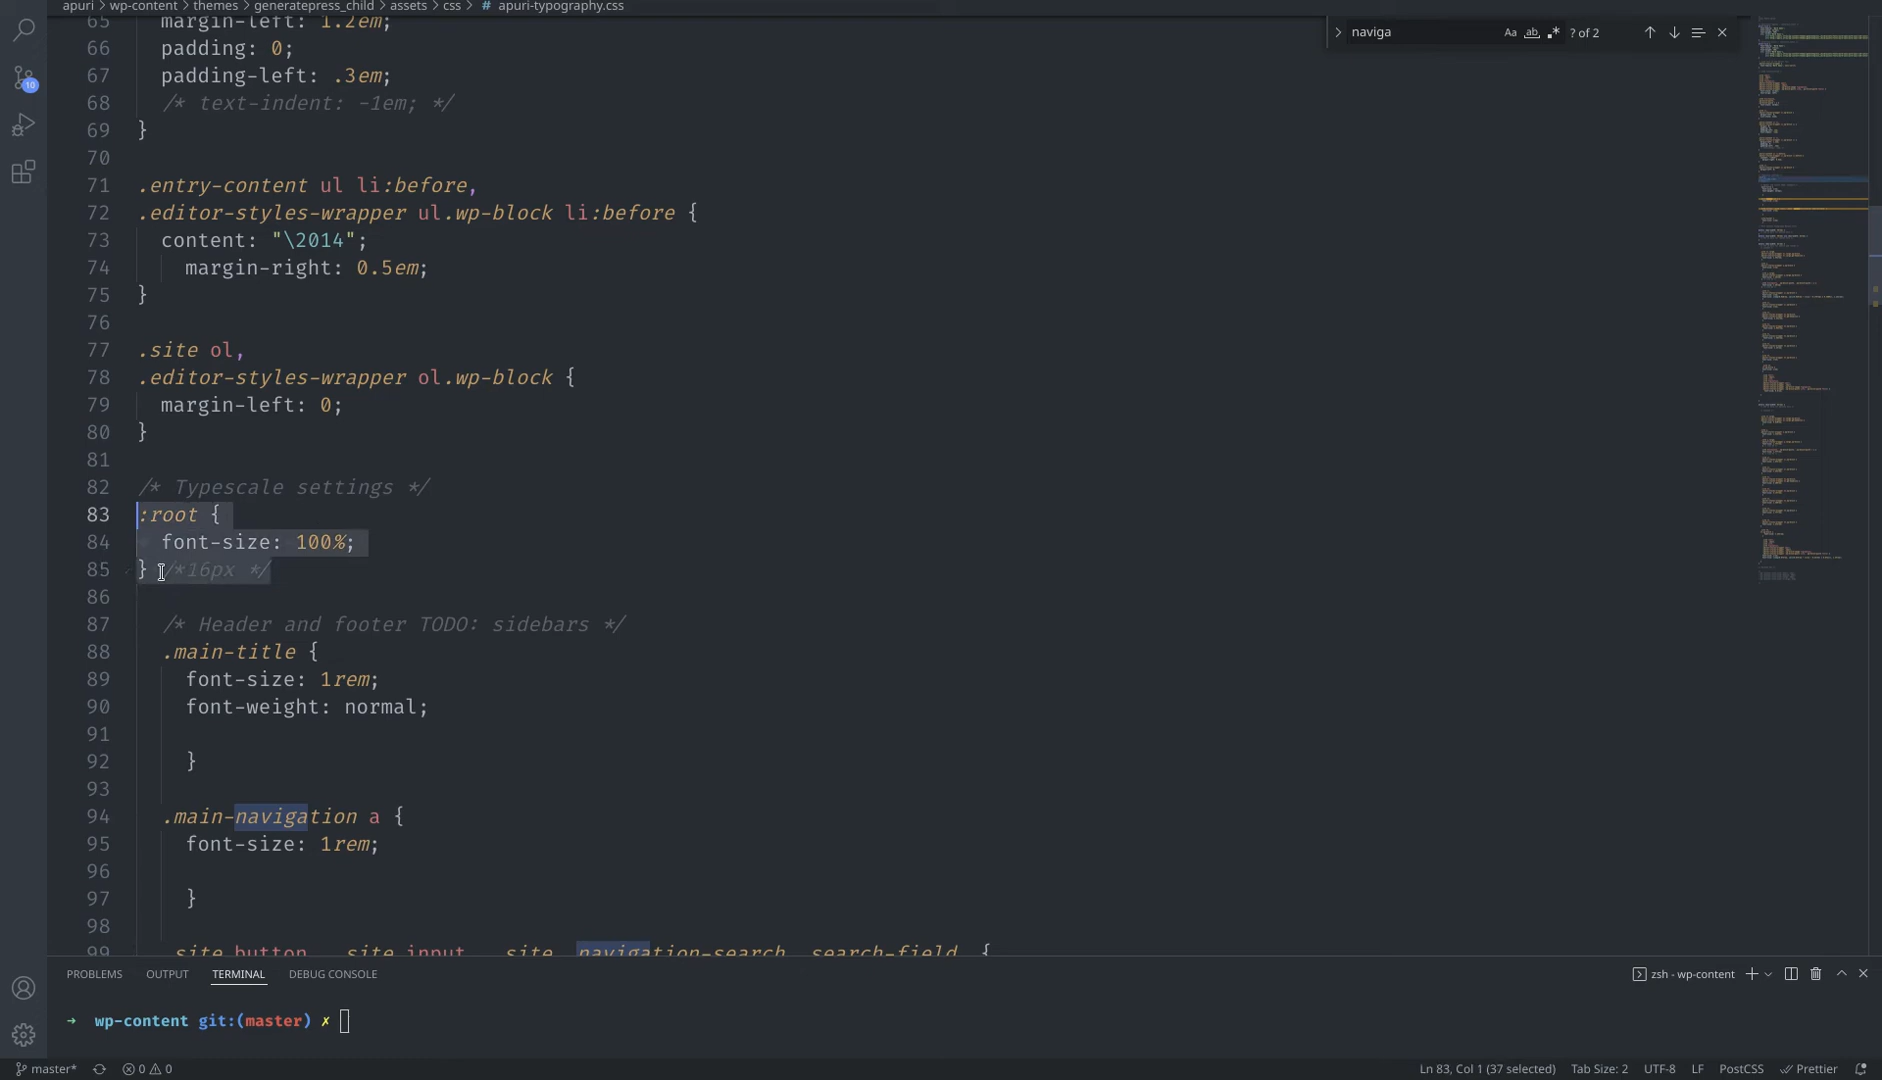 apuri › wp-content › themes › generatepress_child › assets › css › # apuri-typography.css
naviga Aa ab .* ? of 2
65 margin-left: 1.2em;
66 padding: 0;
67 padding-left: .3em;
68 /* text-indent: -1em; */
69 }
70
71 .entry-content ul li:before,
72 .editor-styles-wrapper ul.wp-block li:before {
73 content: "\2014";
74 margin-right: 0.5em;
75 }
76
77 .site ol,
78 .editor-styles-wrapper ol.wp-block {
79 margin-left: 0;
80 }
81
82 /* Typescale settings */
83 :root {
84 font-size: 100%;
85 } /*16px */
86
87 /* Header and footer TODO: sidebars */
88 .main-title {
89 font-size: 1rem;
90 font-weight: normal;
91
92 }
93
94 .main-navigation a {
95 font-size: 1rem;
96
97 }
98
99 .site button, .site input, .site .navigation-search .search-field {
10
PROBLEMS OUTPUT TERMINAL DEBUG CONSOLE zsh - wp-content
➜ wp-content git:(master) ✗
master* 0 0 Ln 83, Col 1 (37 selected) Tab Size: 2 UTF-8 LF PostCSS Prettier